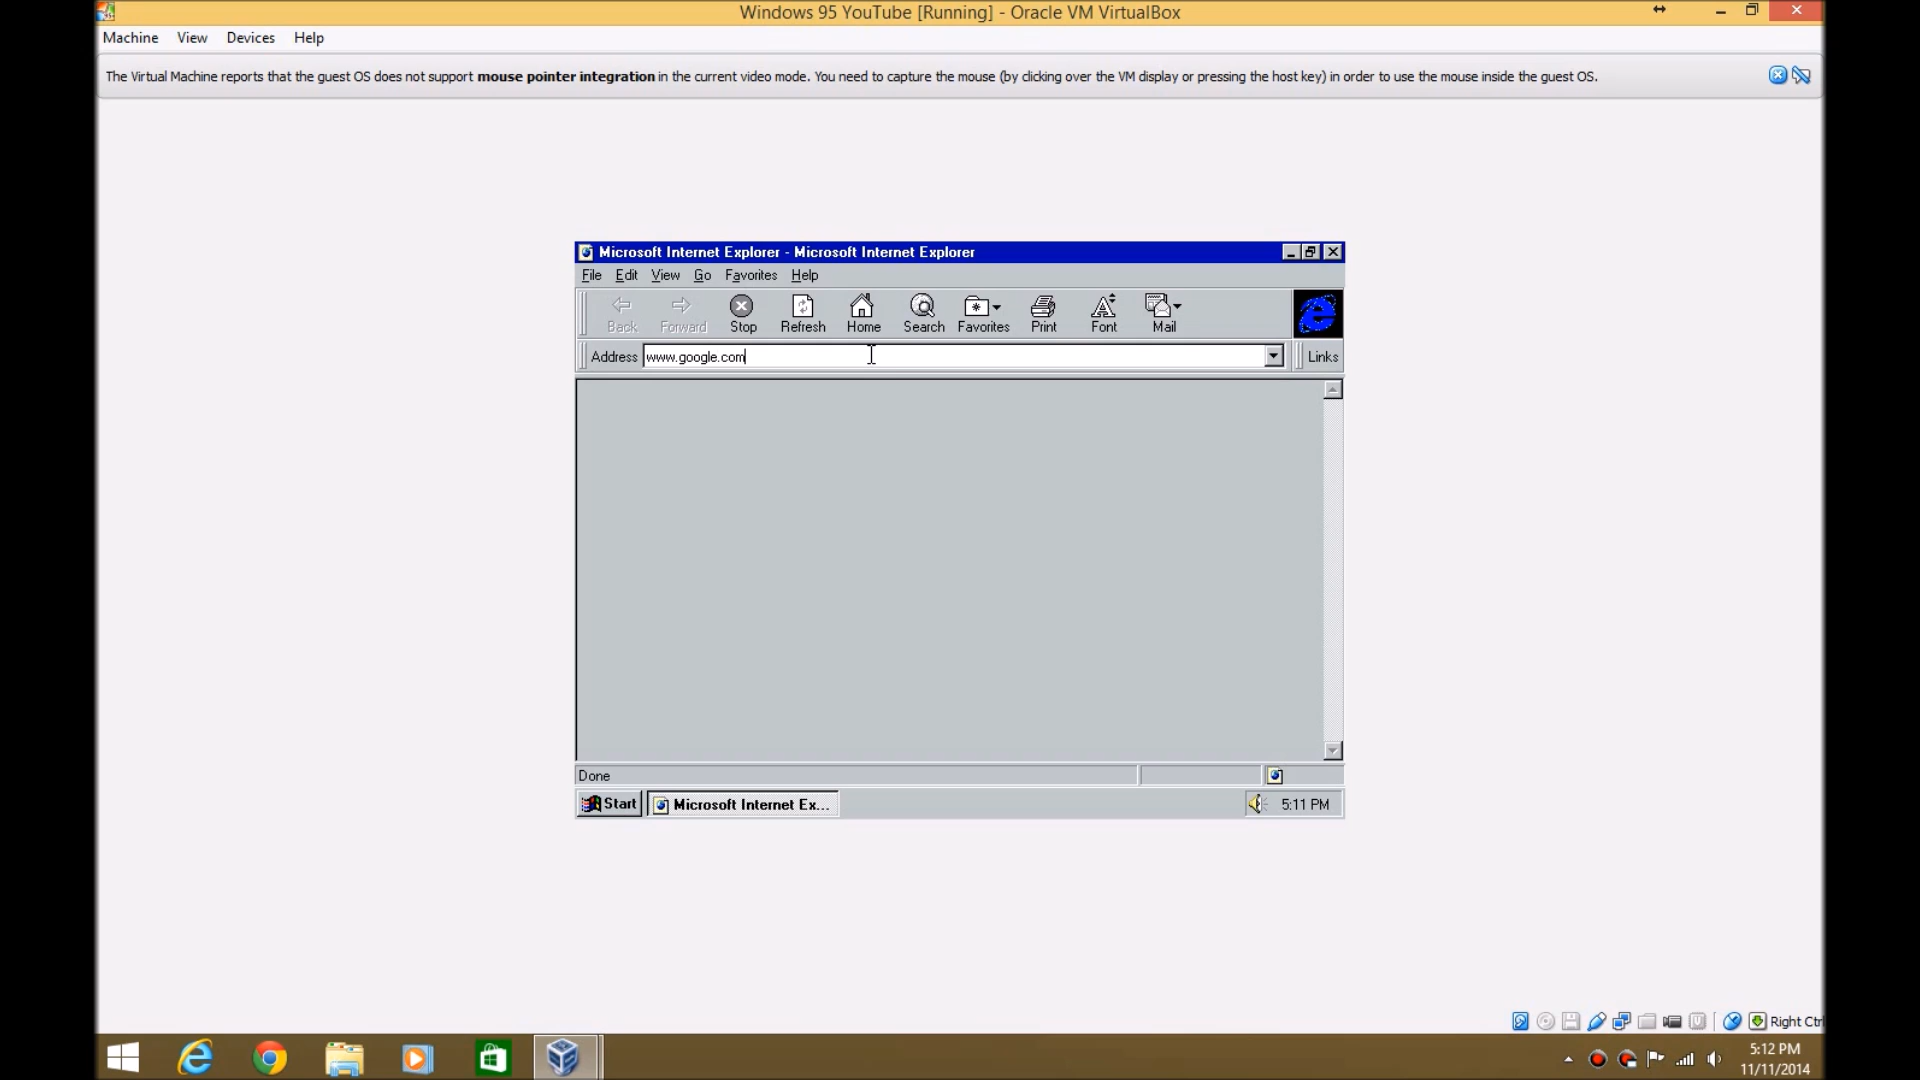 Windows 95 YouTube [Running] - Oracle VM VirtualBox
Machine View Devices Help
The Virtual Machine reports that the guest OS does not support mouse pointer integration in the current video mode. You need to capture the mouse (by clicking over the VM display or pressing the host key) in order to use the mouse inside the guest OS.
Microsoft Internet Explorer - Microsoft Internet Explorer
File Edit View Go Favorites Help
Back Forward Stop Refresh Home Search Favorites Print Font Mail
Address www.google.com Links
Done
Start Microsoft Internet Ex... 5:11 PM
Right Ctrl
5:12 PM
11/11/2014